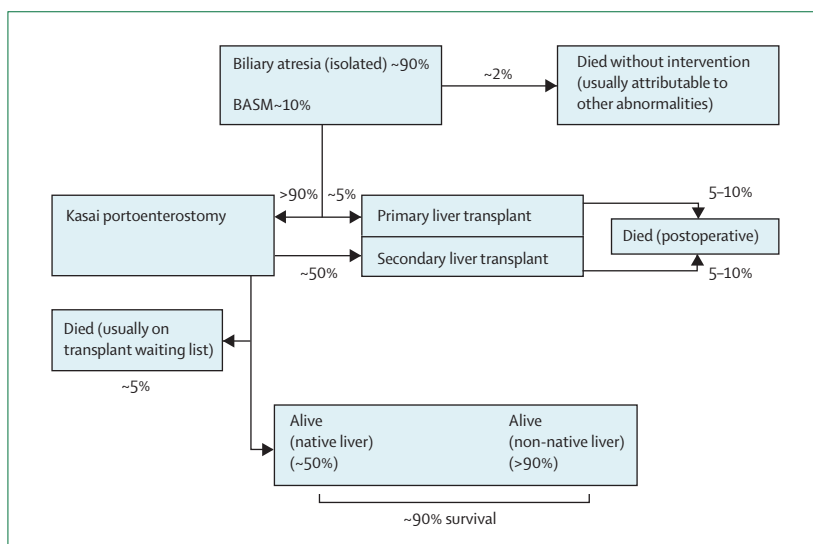 Biliary atresia (isolated) ~90%
BASM~10%
~2%
Died without intervention
(usually attributable to
other abnormalities)
>90%
~5%
Kasai portoenterostomy
Primary liver transplant
Secondary liver transplant
5–10%
Died (postoperative)
5–10%
~50%
Died (usually on
transplant waiting list)
~5%
Alive
(native liver)
(~50%)
Alive
(non-native liver)
(>90%)
~90% survival